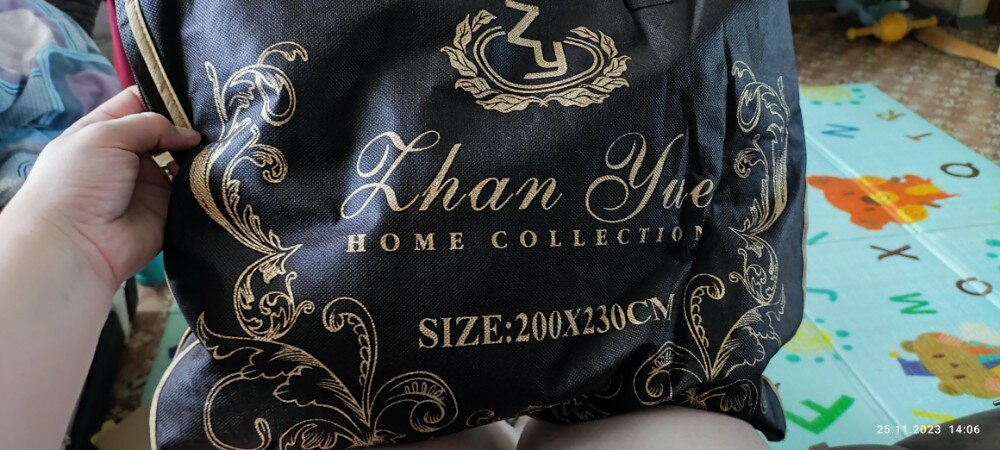 Zy
Zhan Yue
HOME COLLECTION
SIZE:200X230CM
N
R
T
O
X
M
O
F
25.11.2023 14:06